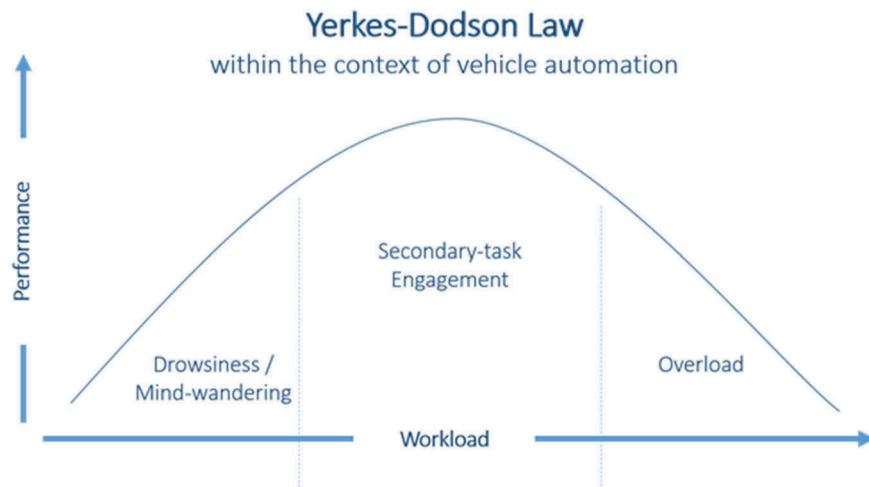 Yerkes-Dodson Law
within the context of vehicle automation
Performance
Secondary-task
Engagement
Drowsiness /
Mind-wandering
Overload
Workload